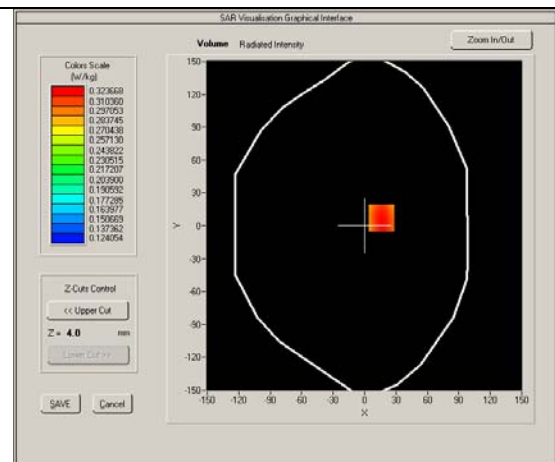 SAR Visualisation Graphical Interface
Volume Radiated Intensity
Zoom In/Out
Colors Scale
(W/kg)
0.323668
0.310360
0.297053
0.283745
0.270438
0.257130
0.243822
0.230515
0.217207
0.203900
0.190592
0.177285
0.163977
0.150669
0.137362
0.124054
Z-Cuts Control
<< Upper Cut
Z = 4.0 mm
Lower Cut >>
SAVE Cancel
150
120
90
60
30
0
-30
-60
-90
-120
-150
Y
-150 -120 -90 -60 -30 0 30 60 90 120 150
X